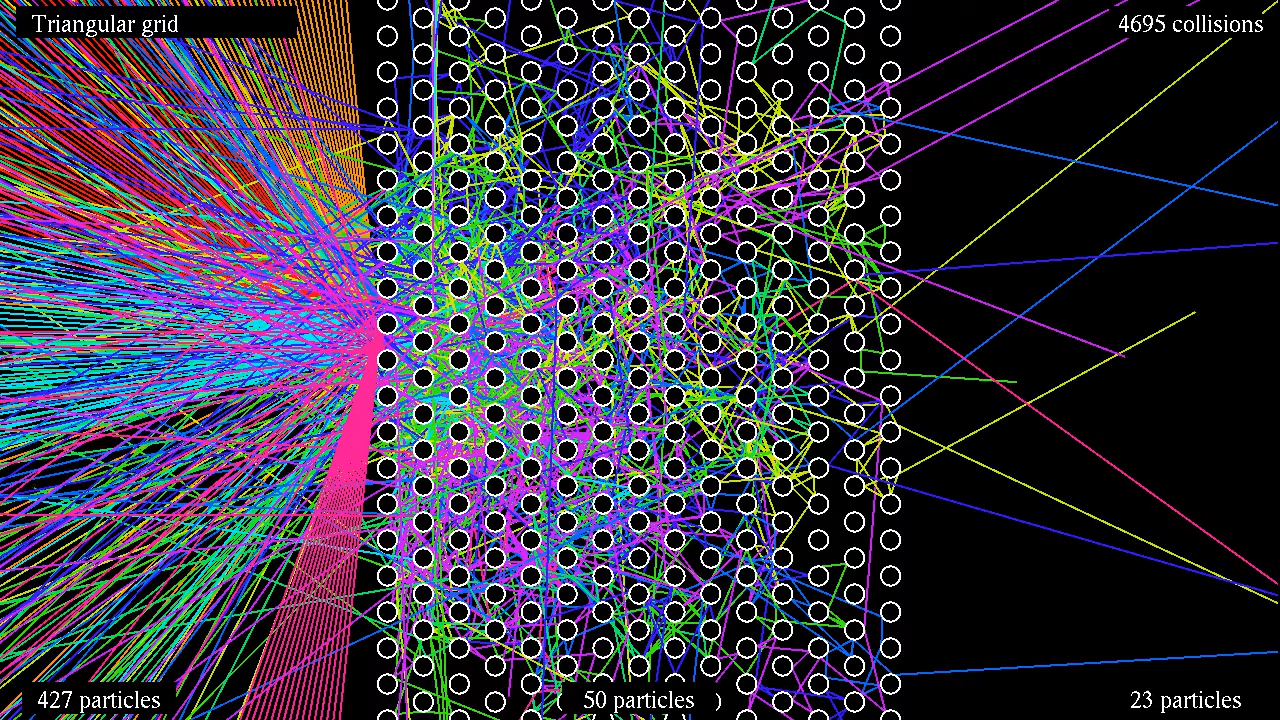 Triangular grid
4695 collisions
427 particles
50 particles
23 particles